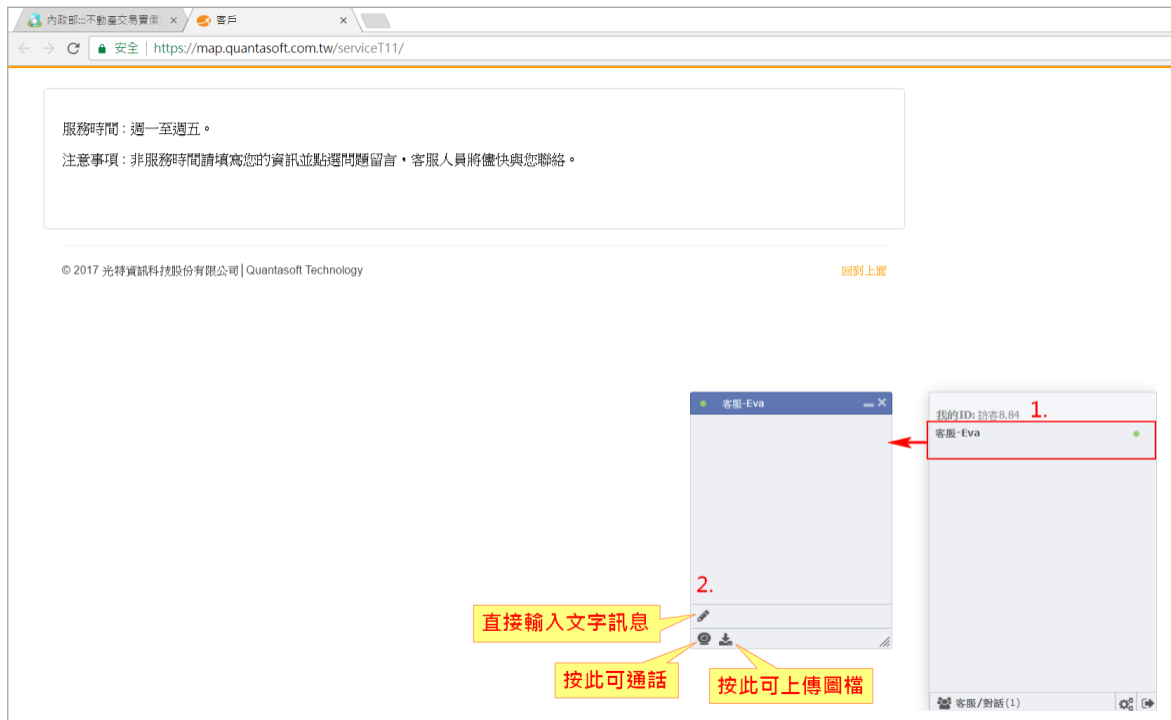 內政部:::不動產交易實價
客戶
安全 | https://map.quantasoft.com.tw/serviceT11/
服務時間：週一至週五。
注意事項：非服務時間請填寫您的資訊並點選問題留言，客服人員將儘快與您聯絡。
© 2017 光特資訊科技股份有限公司│Quantasoft Technology
回到上面
客服-Eva
我的ID: 訪客8.84
1.
客服-Eva
2.
直接輸入文字訊息
按此可通話
按此可上傳圖檔
客服/對話(1)